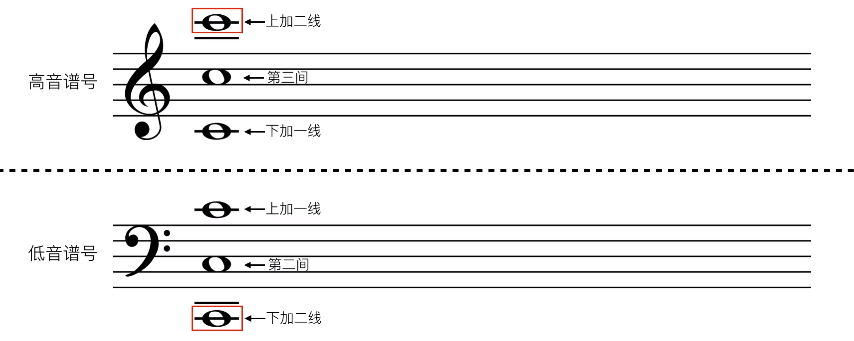 上加二线
高音谱号
第三间
下加一线
上加一线
低音谱号
第二间
下加二线